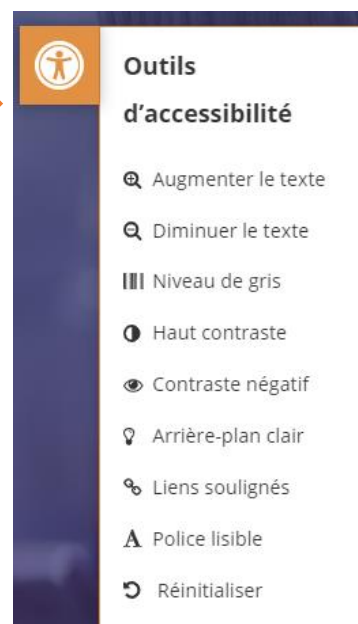 Outils
d’accessibilité
Augmenter le texte
Diminuer le texte
Niveau de gris
Haut contraste
Contraste négatif
Arrière-plan clair
Liens soulignés
Police lisible
Réinitialiser